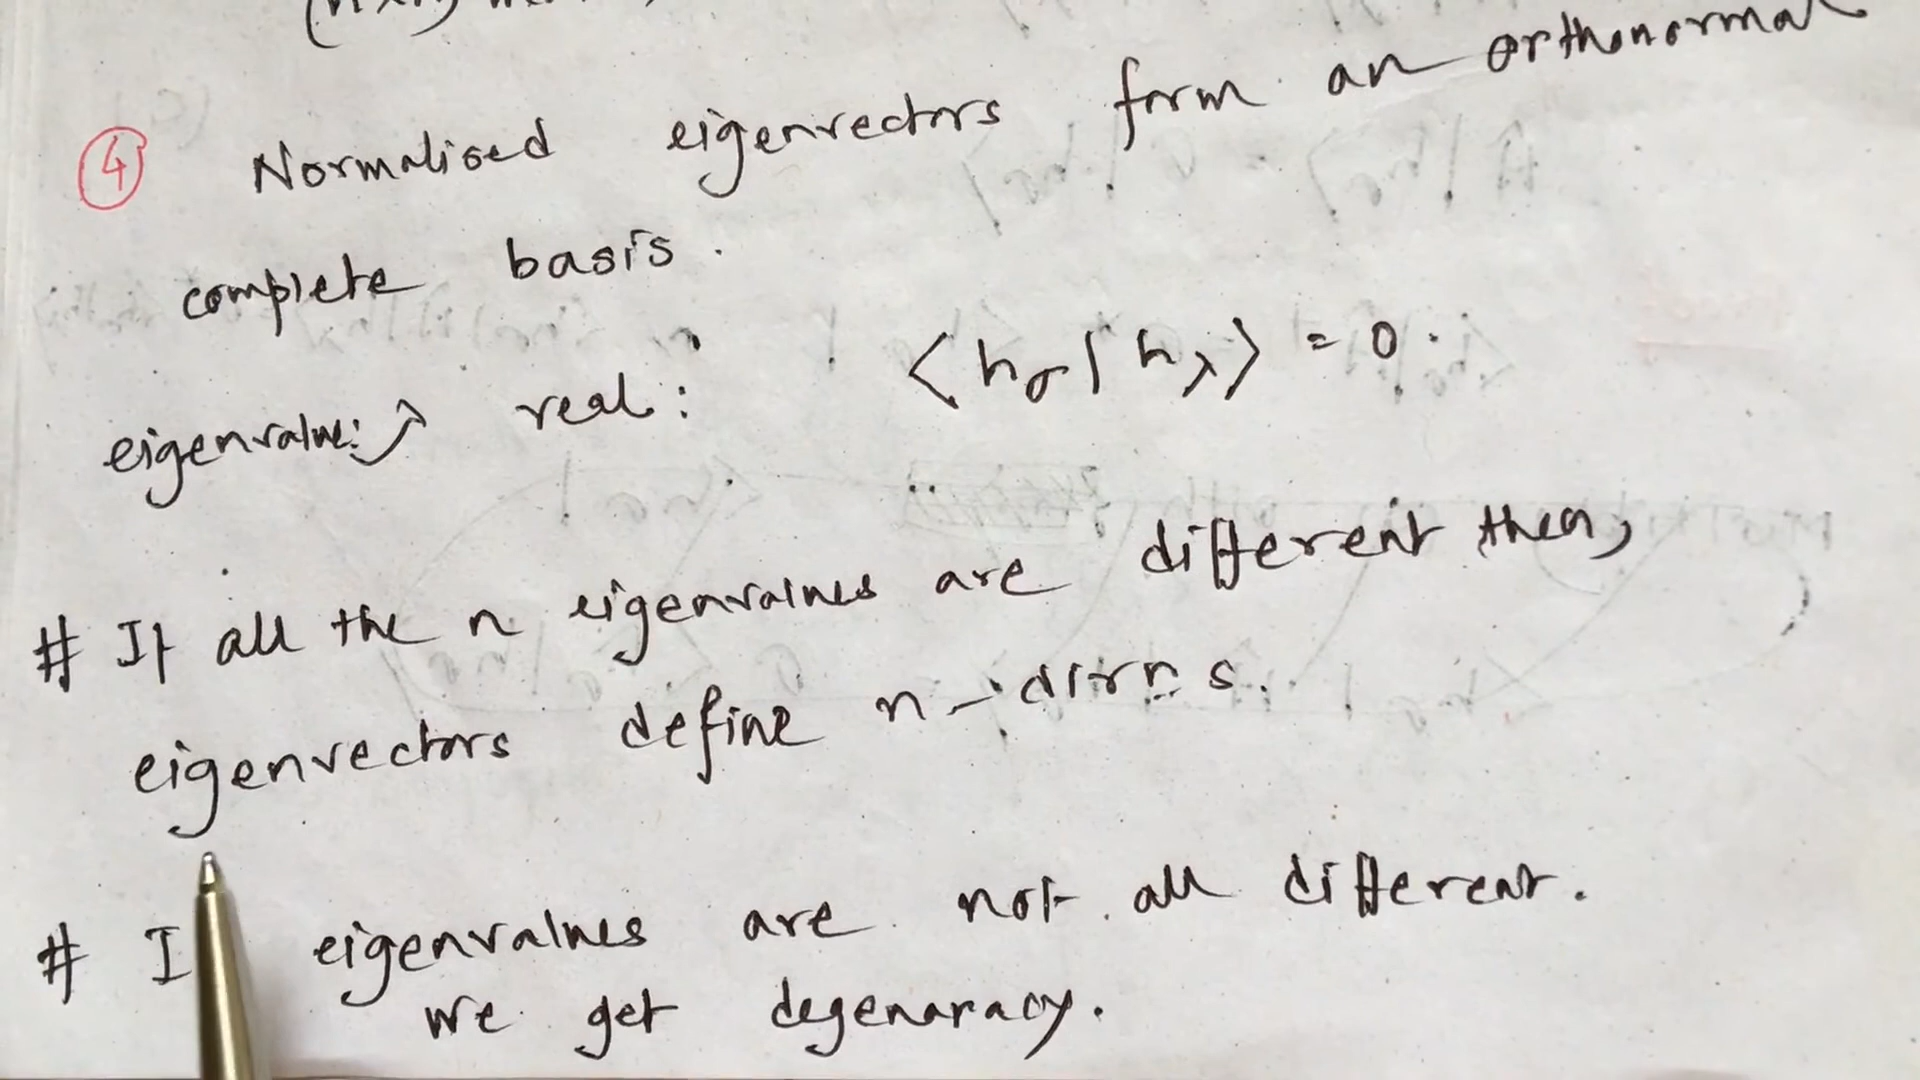 ④ Normalised eigenvectors form an orthonormal
complete basis.
eigenvalues → real : ⟨hσ | hλ⟩ = 0.
# If all the n eigenvalues are different then,
eigenvectors define n - dirns.
# I eigenvalues are not all different.
we get degenaracy.